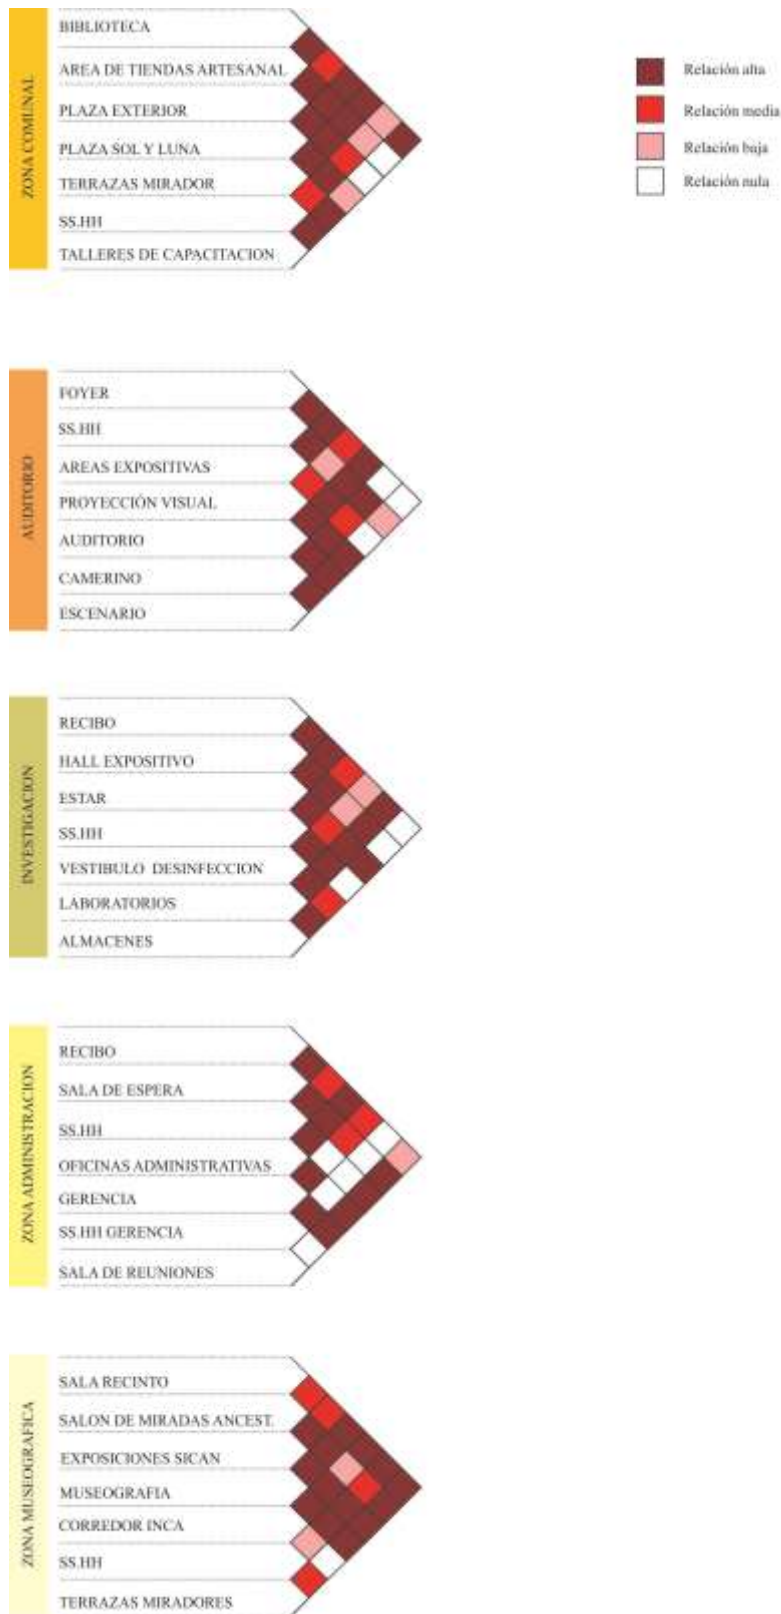 ZONA COMUNAL
BIBLIOTECA
AREA DE TIENDAS ARTESANAL
PLAZA EXTERIOR
PLAZA SOL Y LUNA
TERRAZAS MIRADOR
SS.HH
TALLERES DE CAPACITACION
Relación alta
Relación media
Relación baja
Relación nula
AUDITORIO
FOYER
SS.HH
AREAS EXPOSITIVAS
PROYECCIÓN VISUAL
AUDITORIO
CAMERINO
ESCENARIO
INVESTIGACION
RECIBO
HALL EXPOSITIVO
ESTAR
SS.HH
VESTIBULO DESINFECCION
LABORATORIOS
ALMACENES
ZONA ADMINISTRACION
RECIBO
SALA DE ESPERA
SS.HH
OFICINAS ADMINISTRATIVAS
GERENCIA
SS.HH GERENCIA
SALA DE REUNIONES
ZONA MUSEOGRAFICA
SALA RECINTO
SALON DE MIRADAS ANCEST.
EXPOSICIONES SICAN
MUSEOGRAFIA
CORREDOR INCA
SS.HH
TERRAZAS MIRADORES